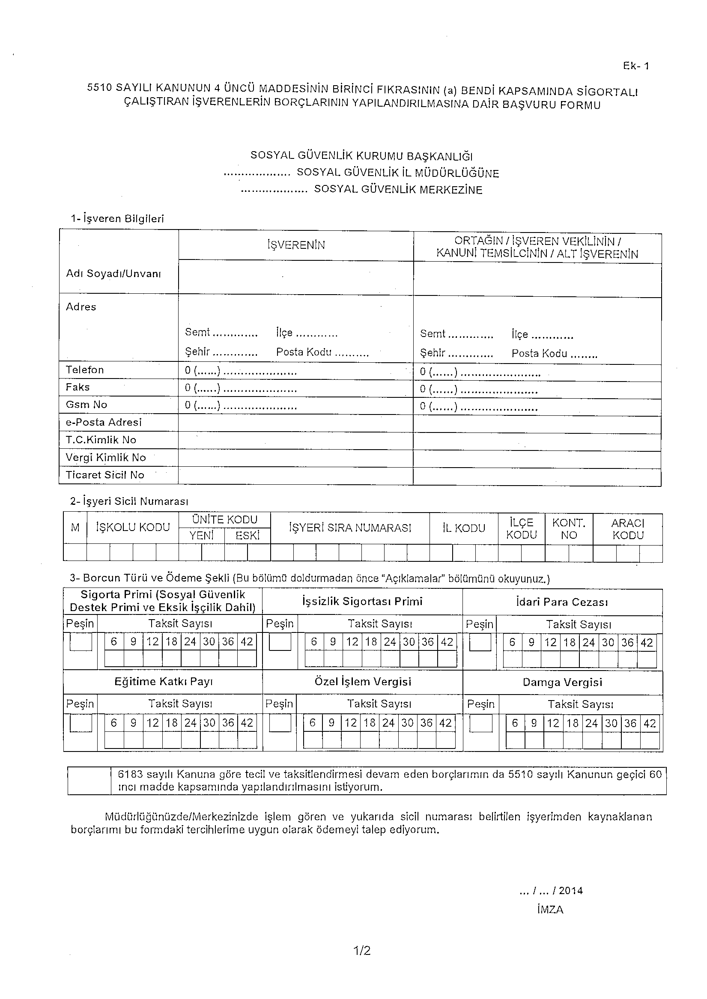 Ek- 1
5510 SAYILI KANUNUN 4 ÜNCÜ MADDESİNİN BİRİNCİ FIKRASININ (a) BENDİ KAPSAMINDA SİGORTALI
ÇALIŞTIRAN İŞVERENLERİN BORÇLARININ YAPILANDIRILMASINA DAİR BAŞVURU FORMU
SOSYAL GÜVENLİK KURUMU BAŞKANLIĞI
................... SOSYAL GÜVENLİK İL MÜDÜRLÜĞÜNE
................... SOSYAL GÜVENLİK MERKEZİNE
1- İşveren Bilgileri
İŞVERENİN
ORTAĞIN / İŞVEREN VEKİLİNİN /
KANUNİ TEMSİLCİNİN / ALT İŞVERENİN
Adı Soyadı/Unvanı
Adres
Semt............. İlçe ............ Semt ............. İlçe ............
Şehir ............. Posta Kodu .......... Şehir ............. Posta Kodu ........
Telefon 0 (......) ..................... 0 (......) .......................
Faks 0 (......) ..................... 0 (......) ......................
Gsm No 0 (......) ..................... 0 (......) ......................
e-Posta Adresi
T.C.Kimlik No
Vergi Kimlik No
Ticaret Sicil No
2- İşyeri Sicil Numarası
M İŞKOLU KODU ÜNİTE KODU İŞYERİ SIRA NUMARASI İL KODU İLÇE KODU KONT. NO ARACI KODU
YENİ ESKİ
3- Borcun Türü ve Ödeme Şekli (Bu bölümü doldurmadan önce "Açıklamalar" bölümünü okuyunuz.)
Sigorta Primi (Sosyal Güvenlik
Destek Primi ve Eksik İşçilik Dahil)
İşsizlik Sigortası Primi
İdari Para Cezası
Peşin Taksit Sayısı Peşin Taksit Sayısı Peşin Taksit Sayısı
6 9 12 18 24 30 36 42 6 9 12 18 24 30 36 42 6 9 12 18 24 30 36 42
Eğitime Katkı Payı Özel İşlem Vergisi Damga Vergisi
Peşin Taksit Sayısı Peşin Taksit Sayısı Peşin Taksit Sayısı
6 9 12 18 24 30 36 42 6 9 12 18 24 30 36 42 6 9 12 18 24 30 36 42
6183 sayılı Kanuna göre tecil ve taksitlendirmesi devam eden borçlarımın da 5510 sayılı Kanunun geçici 60
ıncı madde kapsamında yapılandırılmasını istiyorum.
Müdürlüğünüzde/Merkezinizde işlem gören ve yukarıda sicil numarası belirtilen işyerimden kaynaklanan
borçlarımı bu formdaki tercihlerime uygun olarak ödemeyi talep ediyorum.
... / ... / 2014
İMZA
1/2